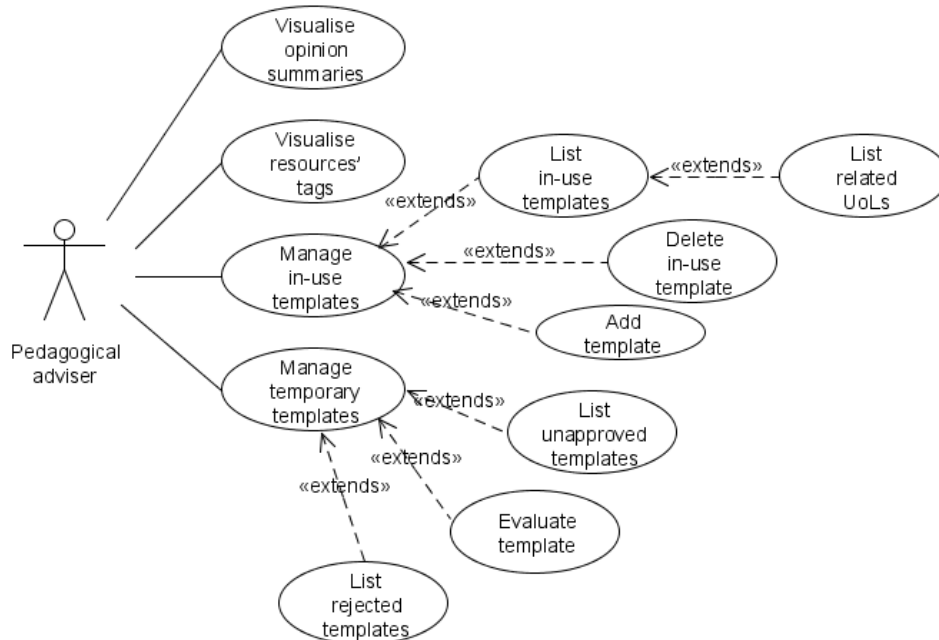 Visualise
opinion
summaries
Visualise
resources'
tags
List
in-use
templates
«extends»
List
related
UoLs
«extends»
Manage
in-use
templates
«extends»
Delete
in-use
template
«extends»
Add
template
Pedagogical
adviser
Manage
temporary
templates
«extends»
List
unapproved
templates
«extends»
Evaluate
template
«extends»
List
rejected
templates